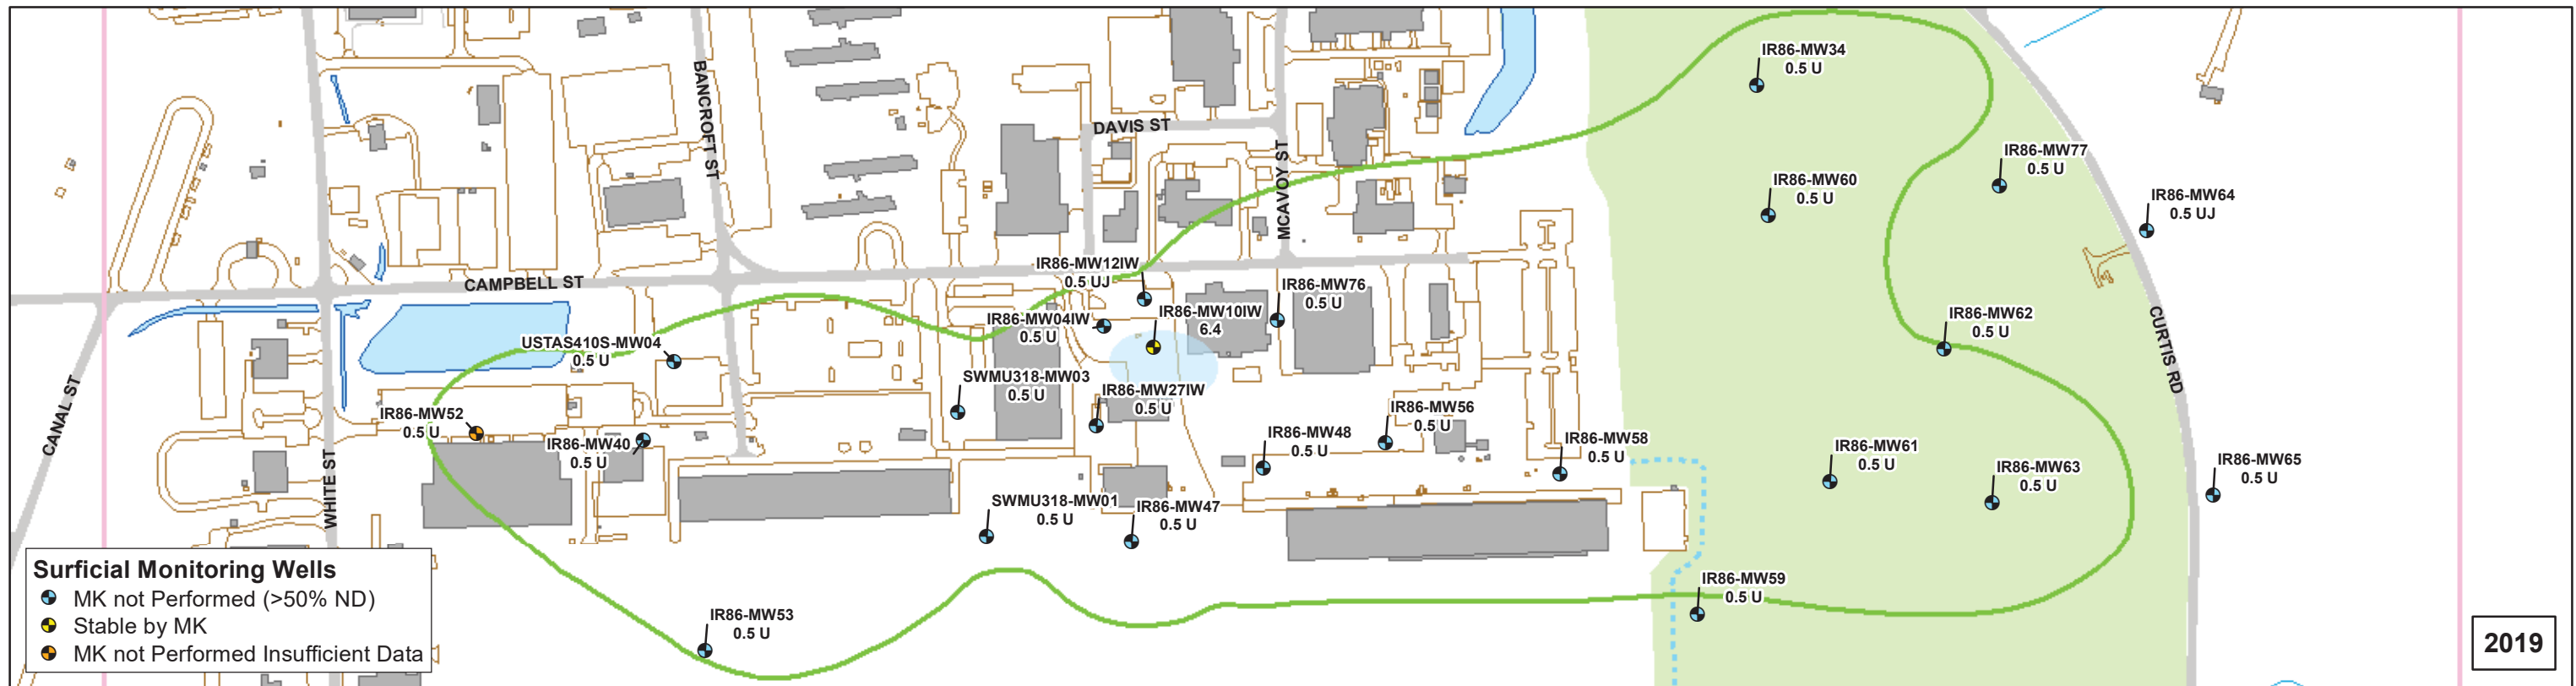 IR86-MW34
0.5 U
BANCROFT ST
DAVIS ST
MCAVOY ST
IR86-MW77
0.5 U
IR86-MW60
0.5 U
IR86-MW64
0.5 UJ
IR86-MW12IW
0.5 UJ
CAMPBELL ST
IR86-MW76
0.5 U
IR86-MW04IW
0.5 U
IR86-MW10IW
6.4
IR86-MW62
0.5 U
USTAS410S-MW04
0.5 U
CURTIS RD
SWMU318-MW03
0.5 U
IR86-MW27IW
0.5 U
CANAL ST
IR86-MW52
0.5 U
IR86-MW40
0.5 U
IR86-MW56
0.5 U
IR86-MW48
0.5 U
IR86-MW58
0.5 U
IR86-MW61
0.5 U
IR86-MW63
0.5 U
IR86-MW65
0.5 U
WHITE ST
SWMU318-MW01
0.5 U
IR86-MW47
0.5 U
IR86-MW59
0.5 U
IR86-MW53
0.5 U
Surficial Monitoring Wells
MK not Performed (>50% ND)
Stable by MK
MK not Performed Insufficient Data
2019